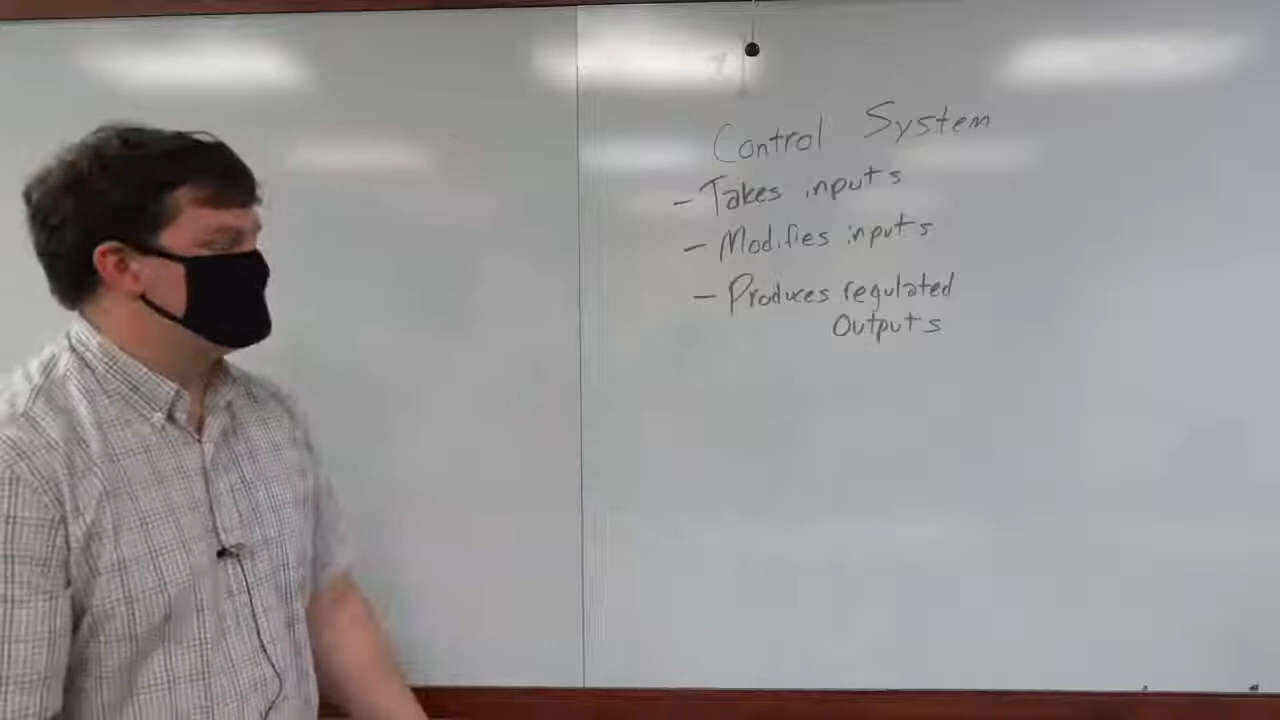 Control System
- Takes inputs
- Modifies inputs
- Produces regulated
Outputs